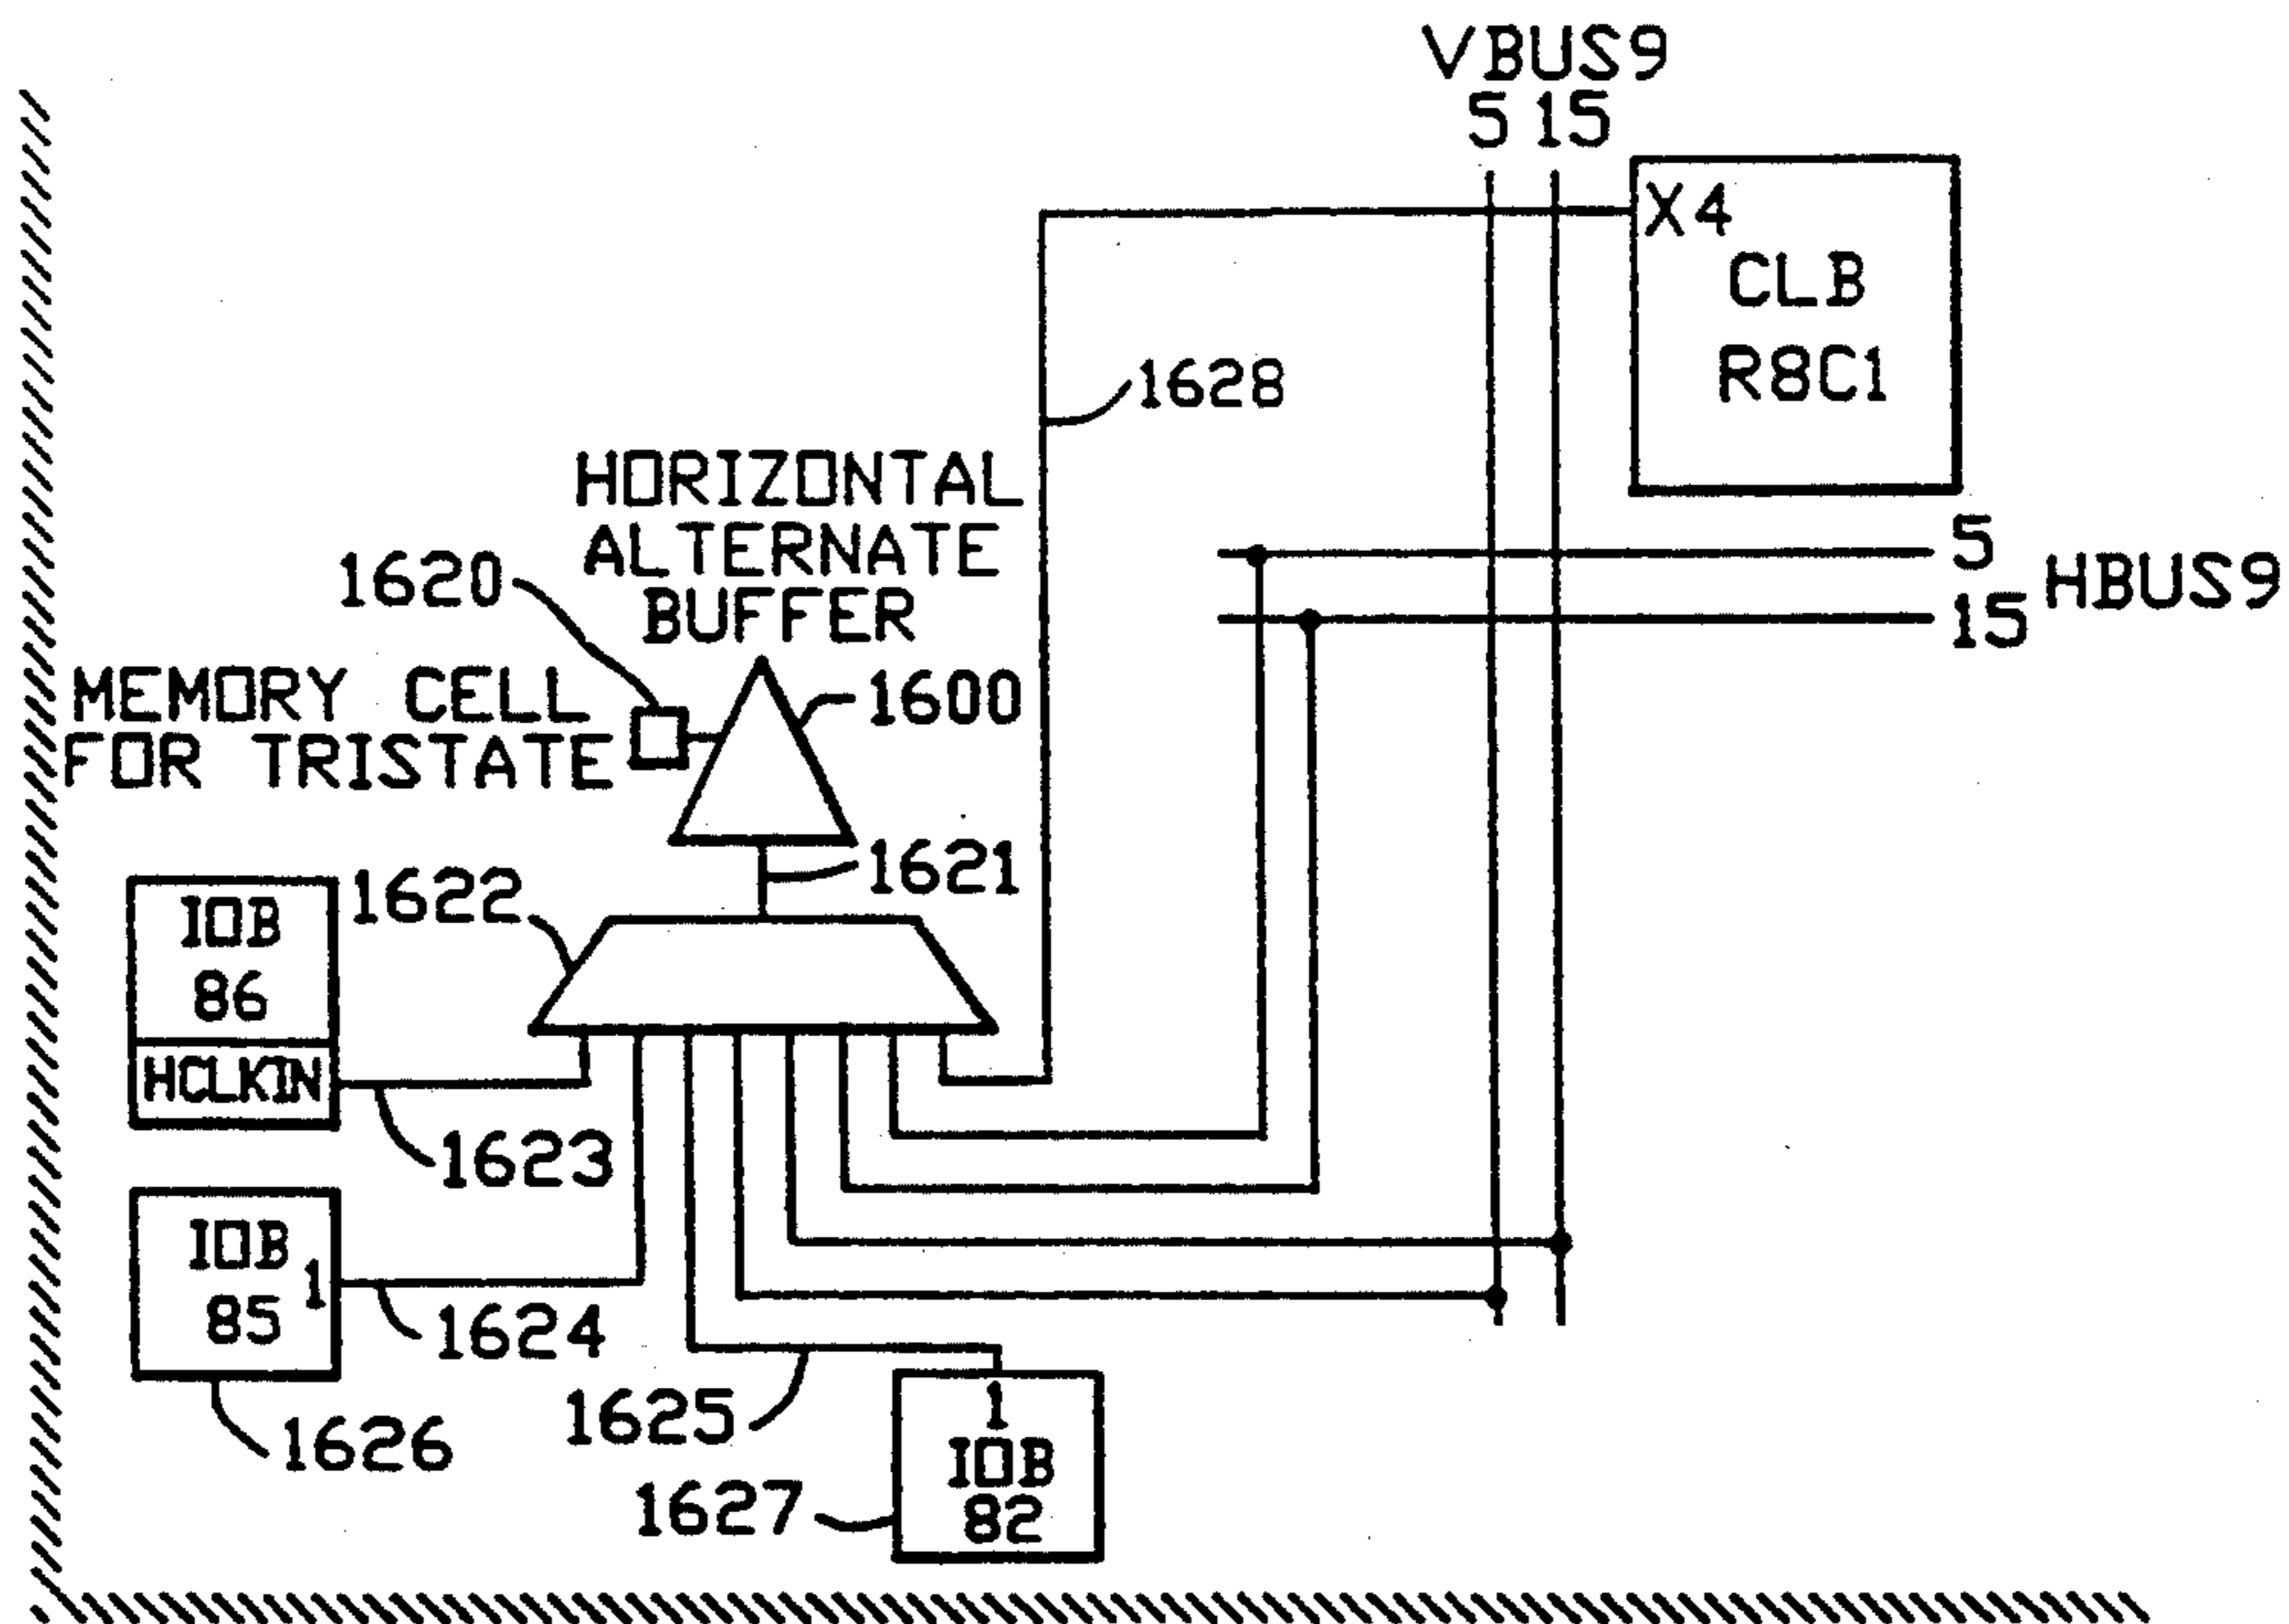 VBUS9
5 15
X4
CLB
R8C1
1628
HORIZONTAL
ALTERNATE
BUFFER
1620
5
15
HBUS9
MEMORY CELL
FOR TRISTATE
1600
1621
1622
IOB
86
HCLKIN
1623
IOB
85
1
1624
1625
1626
1
IOB
82
1627